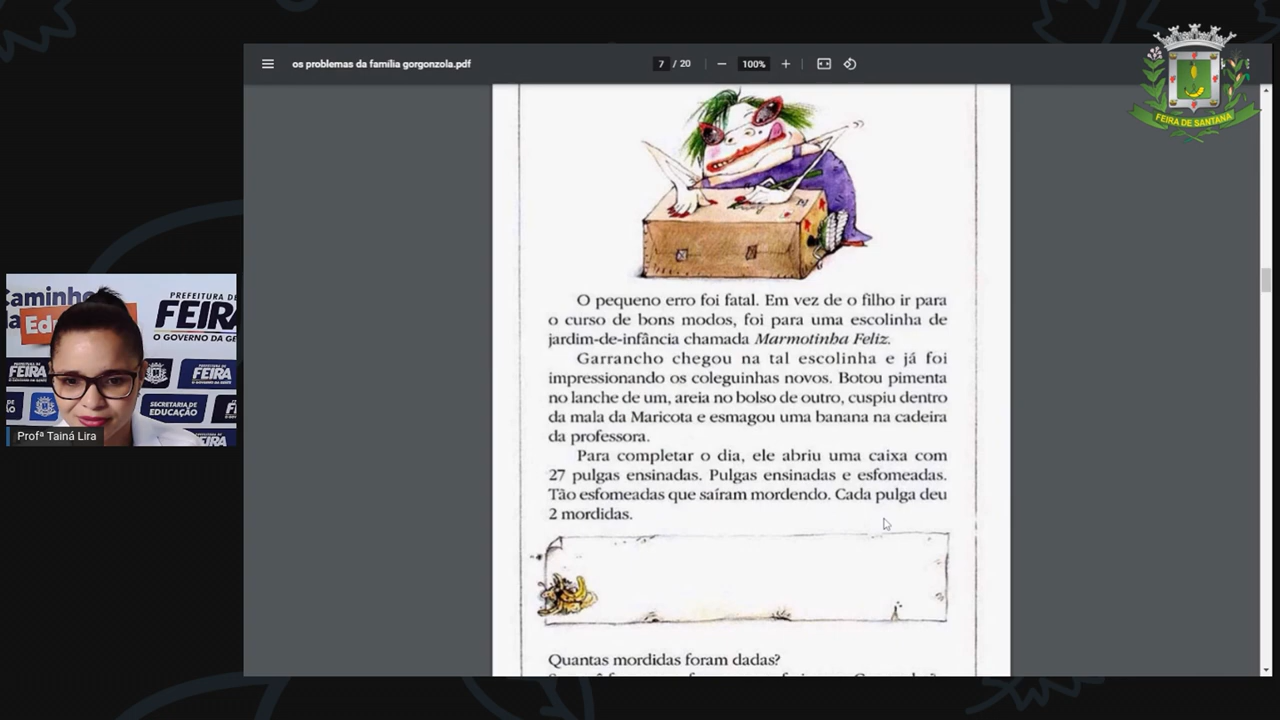 os problemas da família gorgonzola.pdf
7 / 20
100%
FEIRA DE SANTANA
O pequeno erro foi fatal. Em vez de o filho ir para
o curso de bons modos, foi para uma escolinha de
jardim-de-infância chamada Marmotinha Feliz.
Garrancho chegou na tal escolinha e já foi
impressionando os coleguinhas novos. Botou pimenta
no lanche de um, areia no bolso de outro, cuspiu dentro
da mala da Maricota e esmagou uma banana na cadeira
da professora.
Para completar o dia, ele abriu uma caixa com
27 pulgas ensinadas. Pulgas ensinadas e esfomeadas.
Tão esfomeadas que saíram mordendo. Cada pulga deu
2 mordidas.
Quantas mordidas foram dadas?
PREFEITURA DE
FEIRA
O GOVERNO DA GE
FEIRA
FEIRA
SECRETARIA DE
EDUCAÇÃO
Profª Tainá Lira